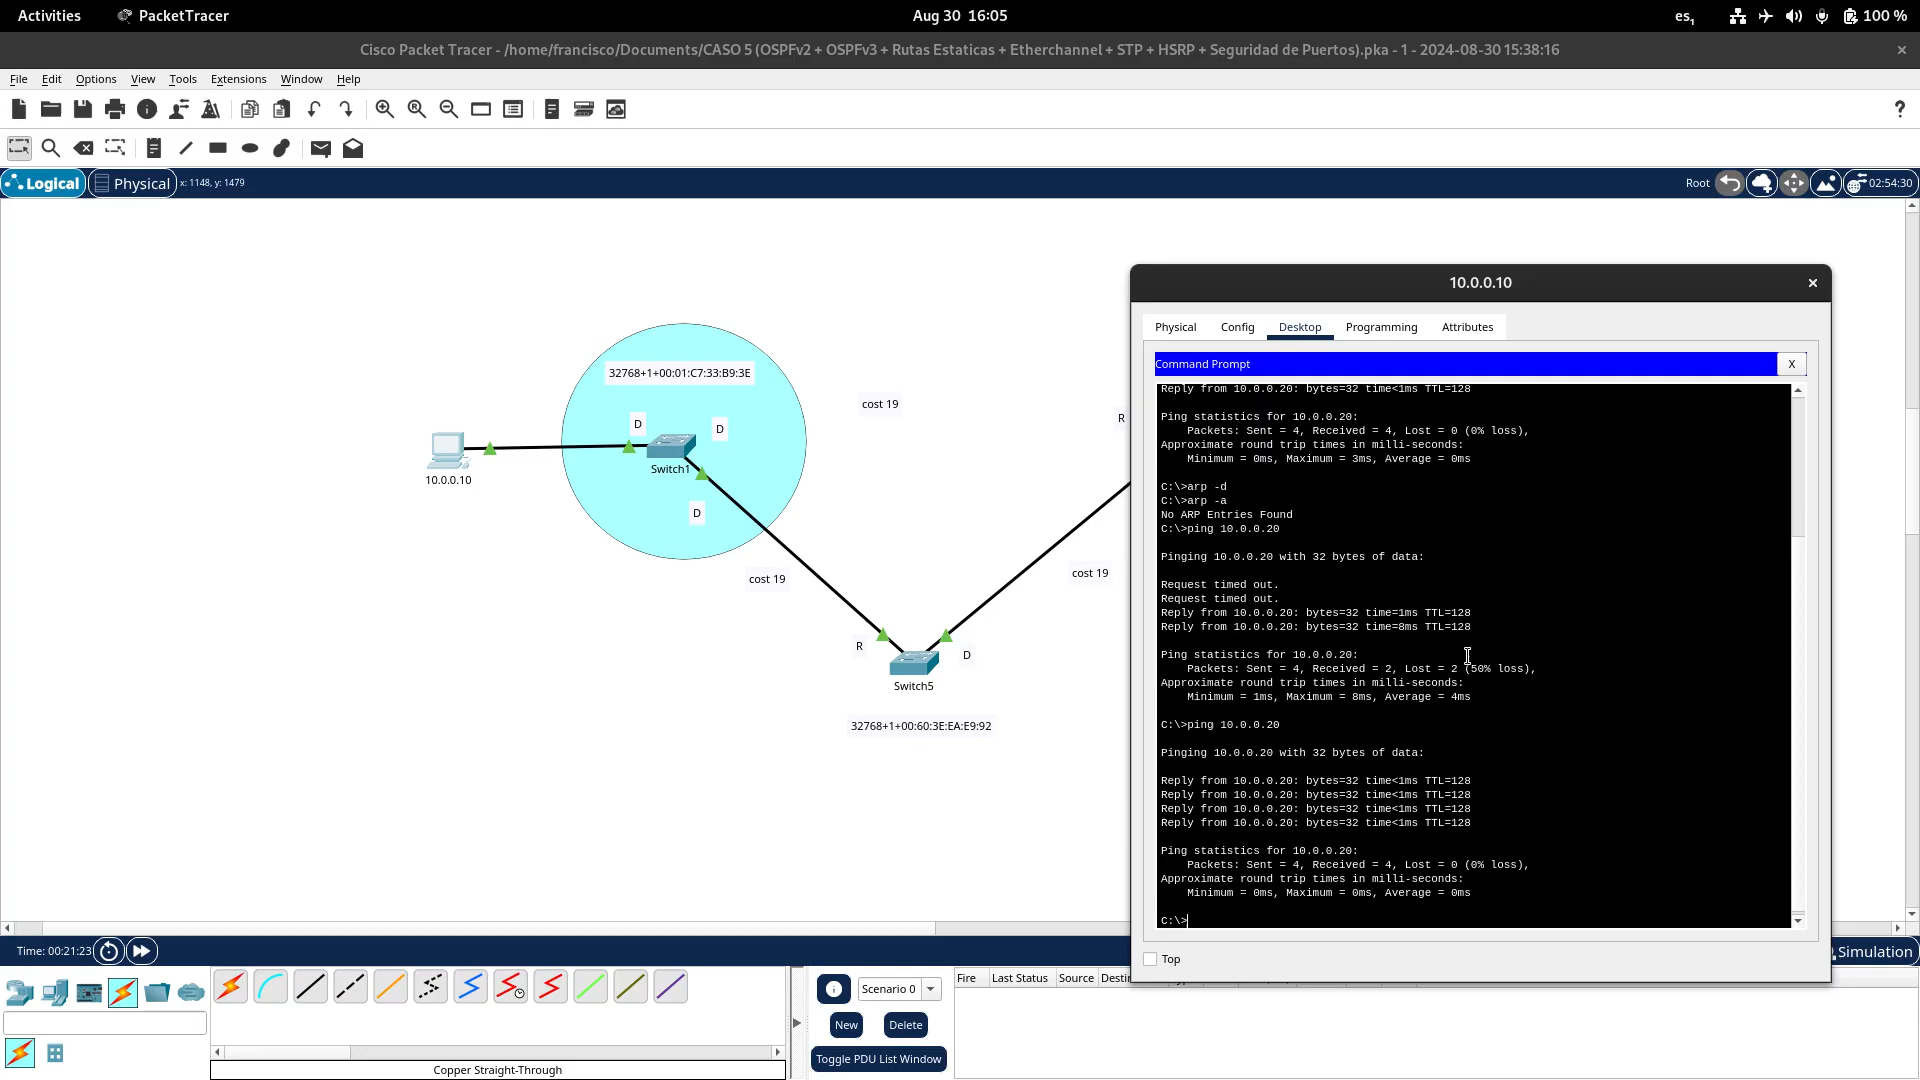 Activities
PacketTracer
Aug 30 16:05
es₁
100 %
Cisco Packet Tracer - /home/francisco/Documents/CASO 5 (OSPFv2 + OSPFv3 + Rutas Estaticas + Etherchannel + STP + HSRP + Seguridad de Puertos).pka - 1 - 2024-08-30 15:38:16
File Edit Options View Tools Extensions Window Help
Logical
Physical
x: 1148, y: 1479
Root
02:54:30
32768+1+00:01:C7:33:B9:3E
D
D
10.0.0.10
Switch1
D
cost 19
R
cost 19
cost 19
R
D
Switch5
32768+1+00:60:3E:EA:E9:92
10.0.0.10
Physical Config Desktop Programming Attributes
Command Prompt
X
Reply from 10.0.0.20: bytes=32 time<1ms TTL=128
Ping statistics for 10.0.0.20:
Packets: Sent = 4, Received = 4, Lost = 0 (0% loss),
Approximate round trip times in milli-seconds:
Minimum = 0ms, Maximum = 3ms, Average = 0ms
C:\>arp -d
C:\>arp -a
No ARP Entries Found
C:\>ping 10.0.0.20
Pinging 10.0.0.20 with 32 bytes of data:
Request timed out.
Request timed out.
Reply from 10.0.0.20: bytes=32 time=1ms TTL=128
Reply from 10.0.0.20: bytes=32 time=8ms TTL=128
Ping statistics for 10.0.0.20:
Packets: Sent = 4, Received = 2, Lost = 2 (50% loss),
Approximate round trip times in milli-seconds:
Minimum = 1ms, Maximum = 8ms, Average = 4ms
C:\>ping 10.0.0.20
Pinging 10.0.0.20 with 32 bytes of data:
Reply from 10.0.0.20: bytes=32 time<1ms TTL=128
Reply from 10.0.0.20: bytes=32 time<1ms TTL=128
Reply from 10.0.0.20: bytes=32 time<1ms TTL=128
Reply from 10.0.0.20: bytes=32 time<1ms TTL=128
Ping statistics for 10.0.0.20:
Packets: Sent = 4, Received = 4, Lost = 0 (0% loss),
Approximate round trip times in milli-seconds:
Minimum = 0ms, Maximum = 0ms, Average = 0ms
C:\>
Top
Time: 00:21:23
Simulation
Scenario 0
New
Delete
Toggle PDU List Window
Fire Last Status Source
Copper Straight-Through